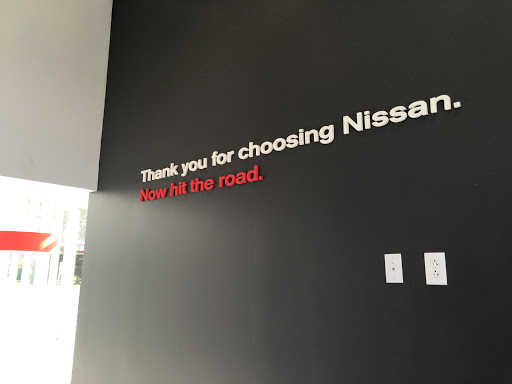 Thank you for choosing Nissan.
Now hit the road.